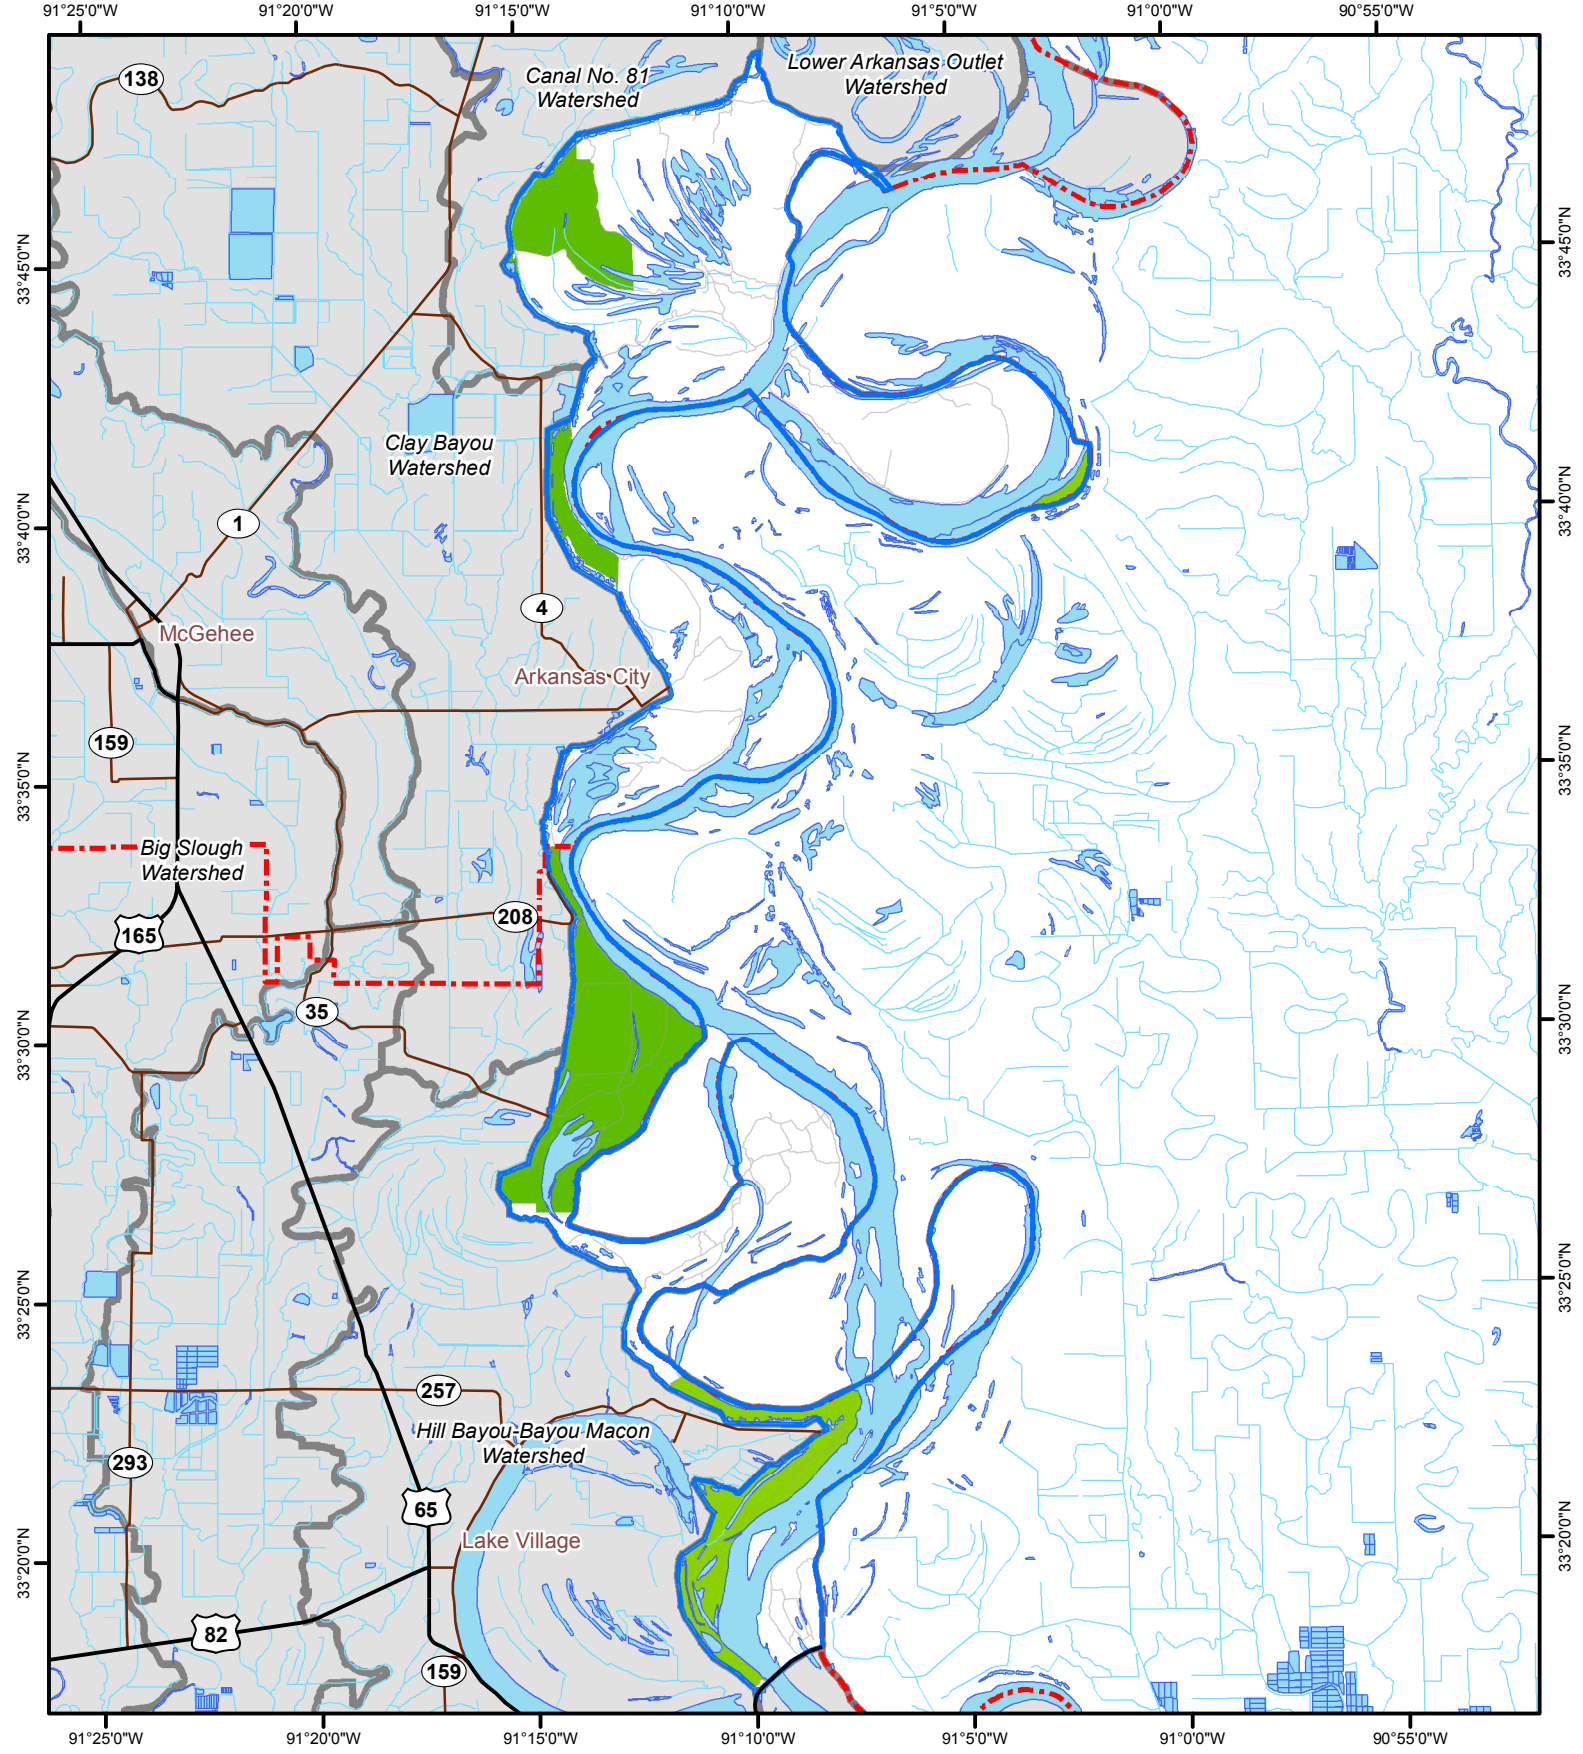 91°25'0"W 91°20'0"W 91°15'0"W 91°10'0"W 91°5'0"W 91°0'0"W 90°55'0"W
138
Canal No. 81
Watershed
Lower Arkansas Outlet
Watershed
33°45'0"N
33°45'0"N
Clay Bayou
Watershed
1
33°40'0"N
33°40'0"N
4
McGehee
Arkansas City
159
33°35'0"N
33°35'0"N
Big Slough
Watershed
208
165
35
33°30'0"N
33°30'0"N
33°25'0"N
33°25'0"N
257
Hill Bayou-Bayou Macon
Watershed
293
65
Lake Village
33°20'0"N
33°20'0"N
82
159
91°25'0"W 91°20'0"W 91°15'0"W 91°10'0"W 91°5'0"W 91°0'0"W 90°55'0"W